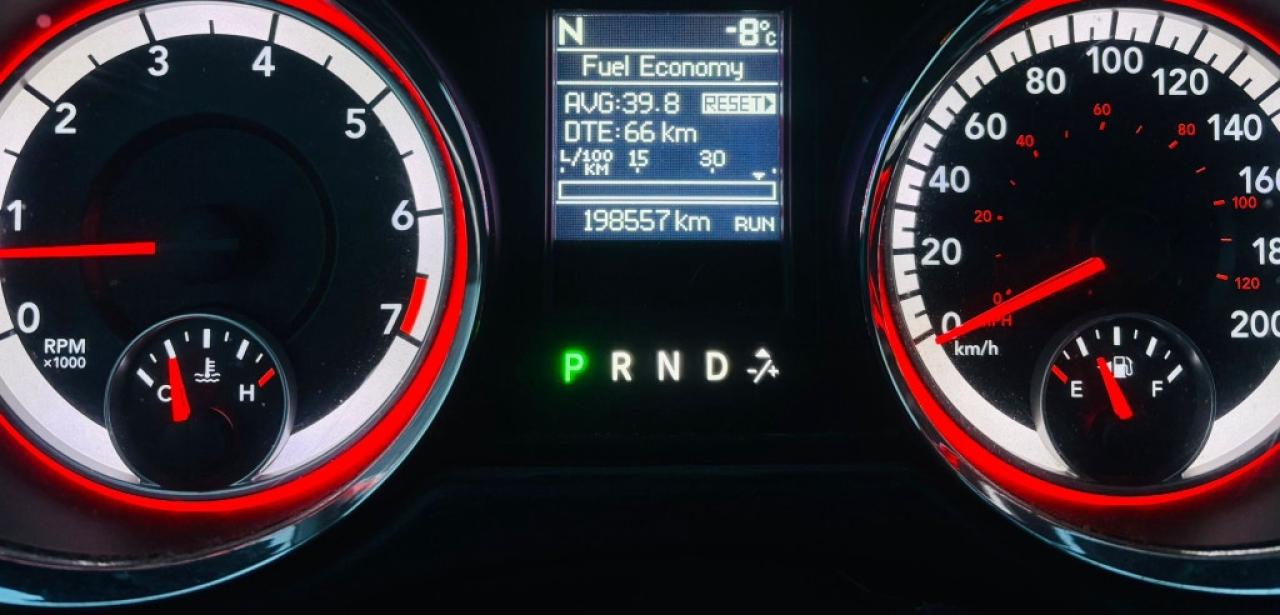 1
2
3
4
5
6
7
0
RPM
×1000
C
H
N
-8°C
Fuel Economy
AVG:39.8 RESET
DTE:66 km
L/100
KM
15
30
198557 km RUN
P R N D -/+
0
20
40
60
80
100
120
140
160
18
200
km/h
0
20
40
60
80
100
120
MPH
E
F